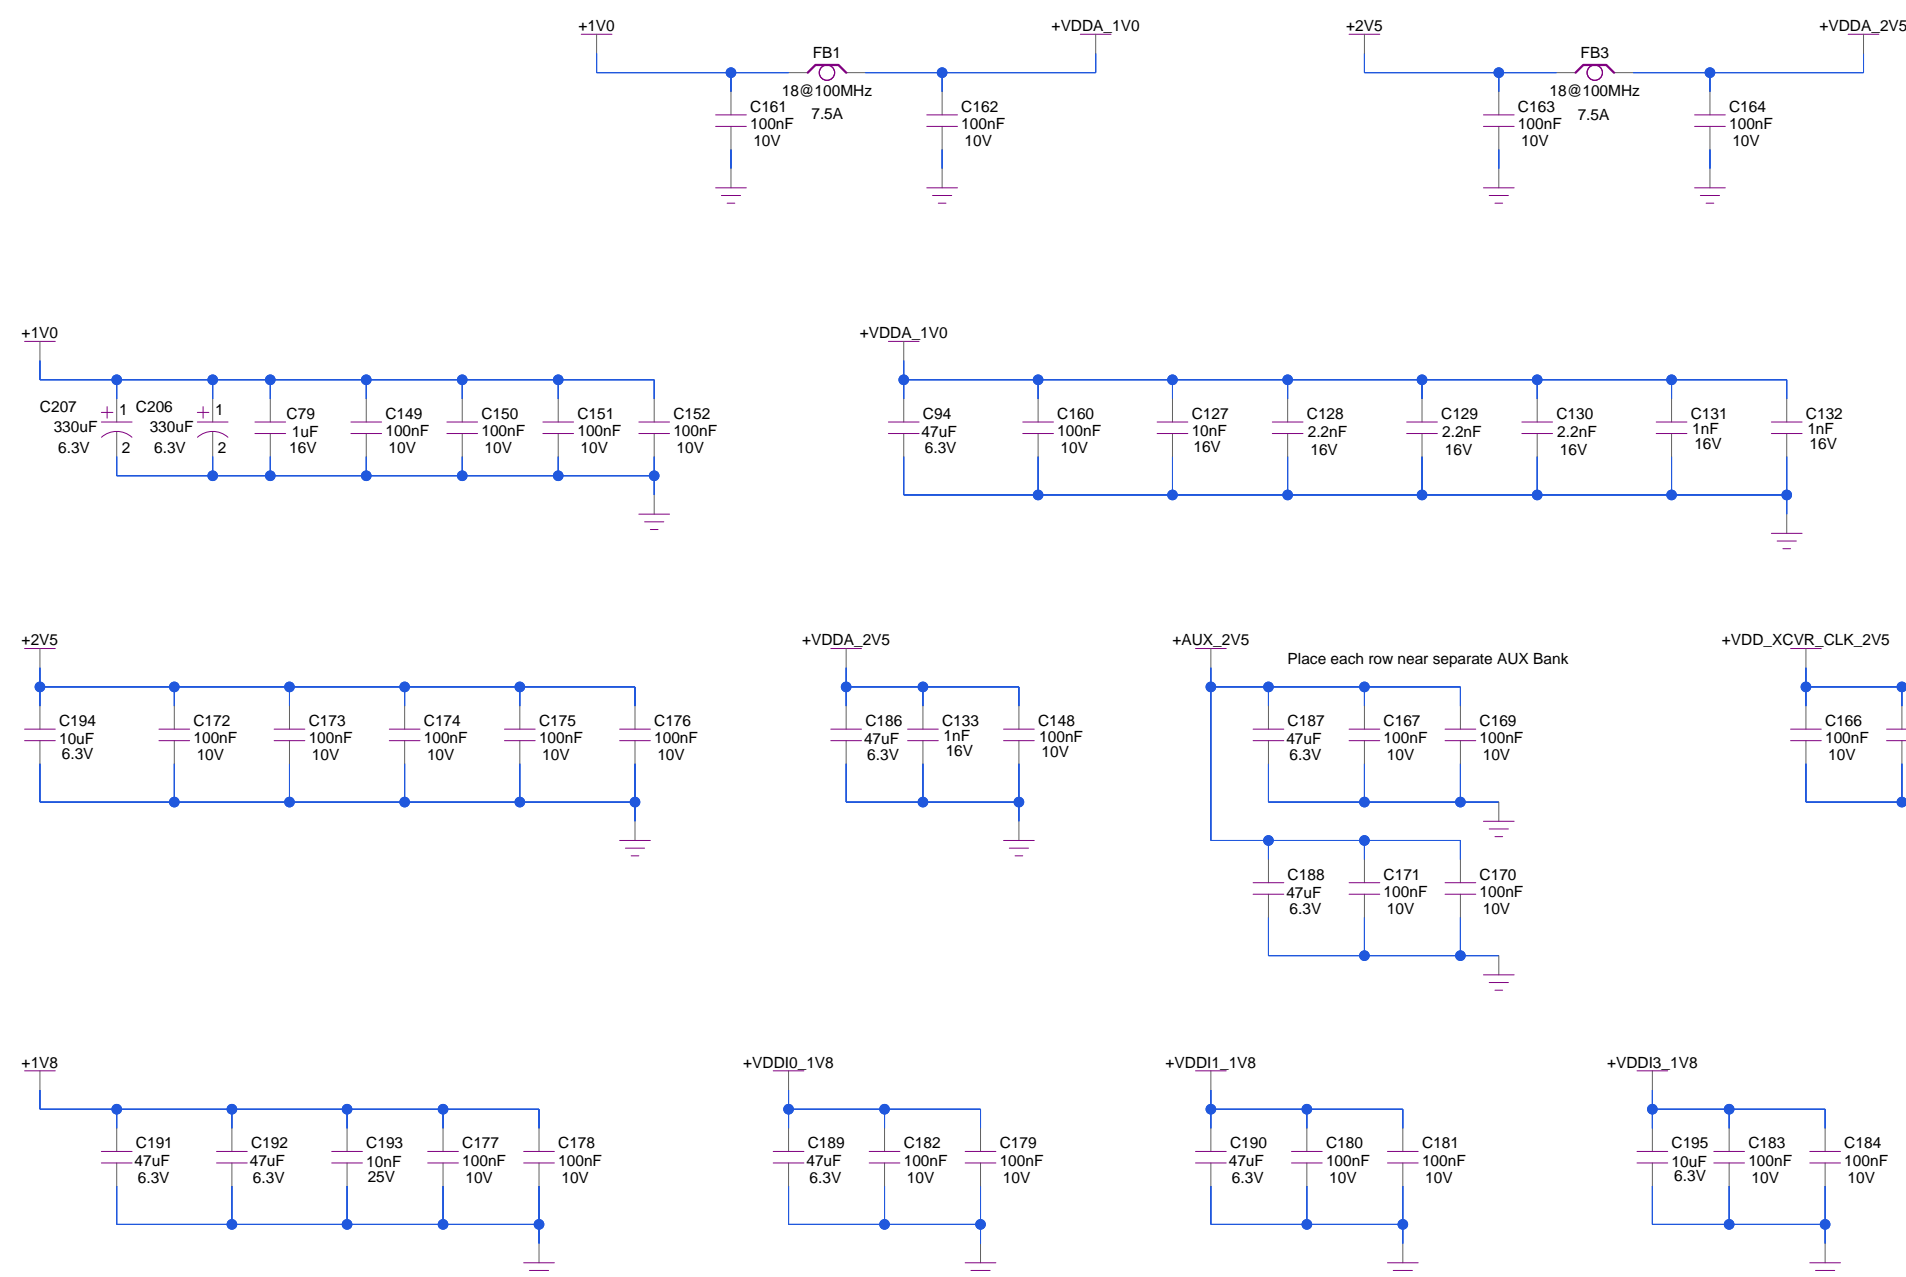 +1V0
+VDDA_1V0
+2V5
+VDDA_2V5
FB1
18@100MHz
7.5A
C161
100nF
10V
C162
100nF
10V
FB3
18@100MHz
7.5A
C163
100nF
10V
C164
100nF
10V
+1V0
C207
330uF
6.3V
+
1
2
C206
330uF
6.3V
+
1
2
C79
1uF
16V
C149
100nF
10V
C150
100nF
10V
C151
100nF
10V
C152
100nF
10V
+VDDA_1V0
C94
47uF
6.3V
C160
100nF
10V
C127
10nF
16V
C128
2.2nF
16V
C129
2.2nF
16V
C130
2.2nF
16V
C131
1nF
16V
C132
1nF
16V
+2V5
C194
10uF
6.3V
C172
100nF
10V
C173
100nF
10V
C174
100nF
10V
C175
100nF
10V
C176
100nF
10V
+VDDA_2V5
C186
47uF
6.3V
C133
1nF
16V
C148
100nF
10V
+AUX_2V5
Place each row near separate AUX Bank
C187
47uF
6.3V
C167
100nF
10V
C169
100nF
10V
C188
47uF
6.3V
C171
100nF
10V
C170
100nF
10V
+VDD_XCVR_CLK_2V5
C166
100nF
10V
+1V8
C191
47uF
6.3V
C192
47uF
6.3V
C193
10nF
25V
C177
100nF
10V
C178
100nF
10V
+VDDI0_1V8
C189
47uF
6.3V
C182
100nF
10V
C179
100nF
10V
+VDDI1_1V8
C190
47uF
6.3V
C180
100nF
10V
C181
100nF
10V
+VDDI3_1V8
C195
10uF
6.3V
C183
100nF
10V
C184
100nF
10V